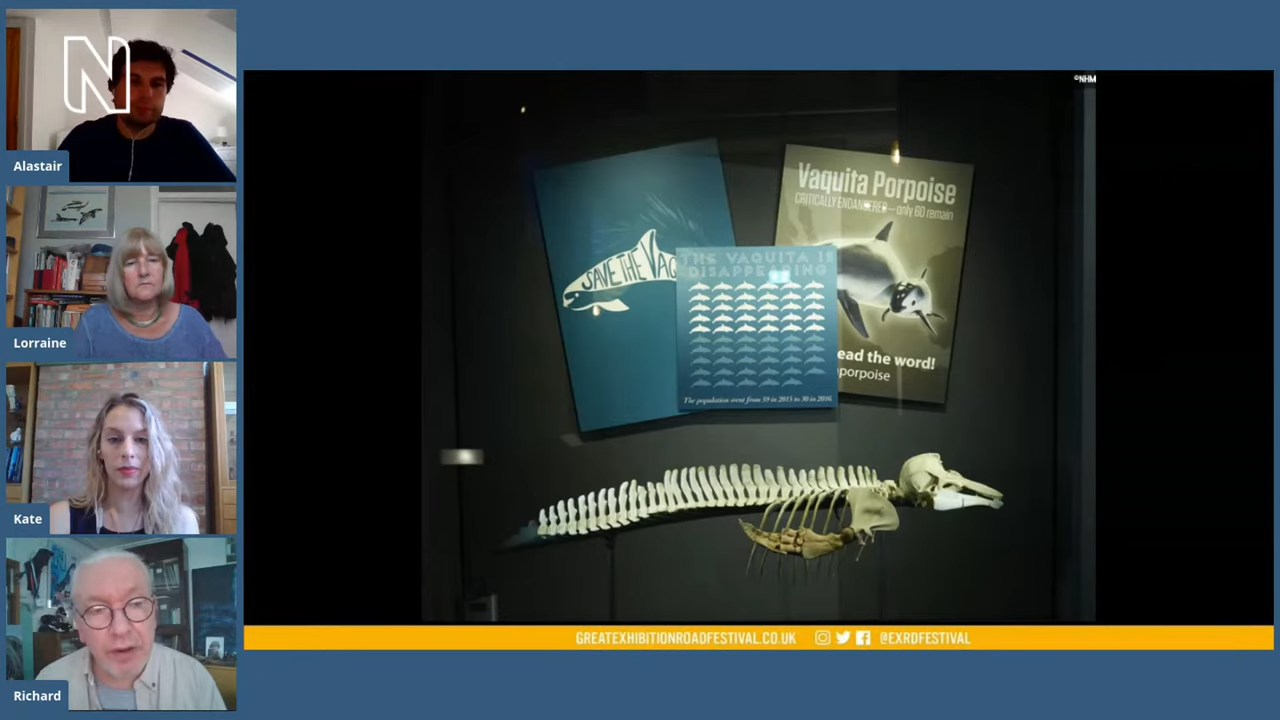 N
Alastair
Lorraine
Kate
Richard
©NHM
SAVE THE VAQ
Vaquita Porpoise
CRITICALLY ENDANGERED—only 60 remain
THE VAQUITA IS
DISAPPEARING
The population went from 59 in 2015 to 30 in 2016
ead the word!
porpoise
GREATEXHIBITIONROADFESTIVAL.CO.UK
@EXRDFESTIVAL